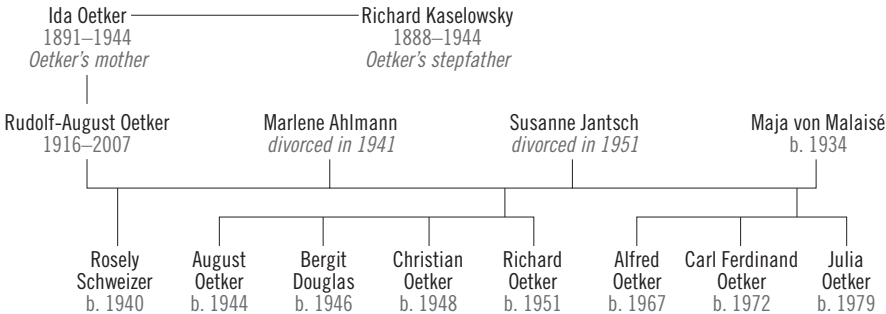 Ida Oetker
1891–1944
Oetker's mother
Richard Kaselowsky
1888–1944
Oetker's stepfather
Rudolf-August Oetker
1916–2007
Marlene Ahlmann
divorced in 1941
Susanne Jantsch
divorced in 1951
Maja von Malaisé
b. 1934
Rosely
Schweizer
b. 1940
August
Oetker
b. 1944
Bergit
Douglas
b. 1946
Christian
Oetker
b. 1948
Richard
Oetker
b. 1951
Alfred
Oetker
b. 1967
Carl Ferdinand
Oetker
b. 1972
Julia
Oetker
b. 1979